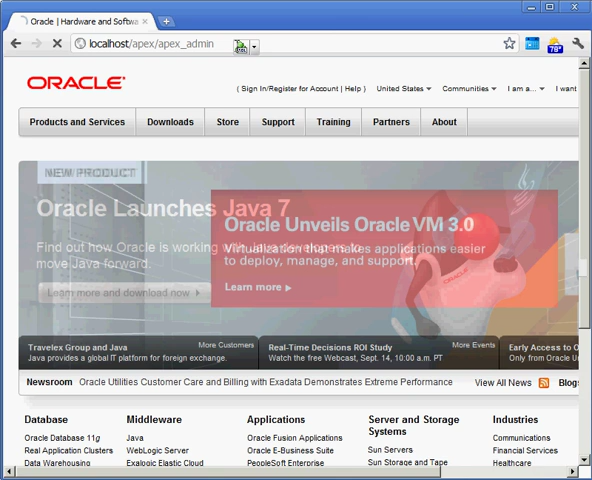 Oracle | Hardware and Softwa
localhost/apex/apex_admin
78°
ORACLE
( Sign In/Register for Account | Help ) United States Communities I am a... I want
Products and Services Downloads Store Support Training Partners About
NEW PRODUCT
Oracle Launches Java 7
Oracle Unveils Oracle VM 3.0
Find out how Oracle is working with Java developers to
move Java forward.
Virtualization that makes applications easier
to deploy, manage, and support.
Learn more and download now
Learn more
ORACLE
Travelex Group and Java More Customers
Java provides a global IT platform for foreign exchange.
Real-Time Decisions ROI Study More Events
Watch the free Webcast, Sept. 14, 10:00 a.m. PT
Early Access to O
Only from Oracle U
Newsroom Oracle Utilities Customer Care and Billing with Exadata Demonstrates Extreme Performance View All News Blogs
Database Middleware Applications Server and Storage Systems Industries
Oracle Database 11g Java Oracle Fusion Applications Sun Servers Communications
Real Application Clusters WebLogic Server Oracle E-Business Suite Sun Storage and Tape Financial Services
Data Warehousing Exalogic Elastic Cloud PeopleSoft Enterprise Healthcare